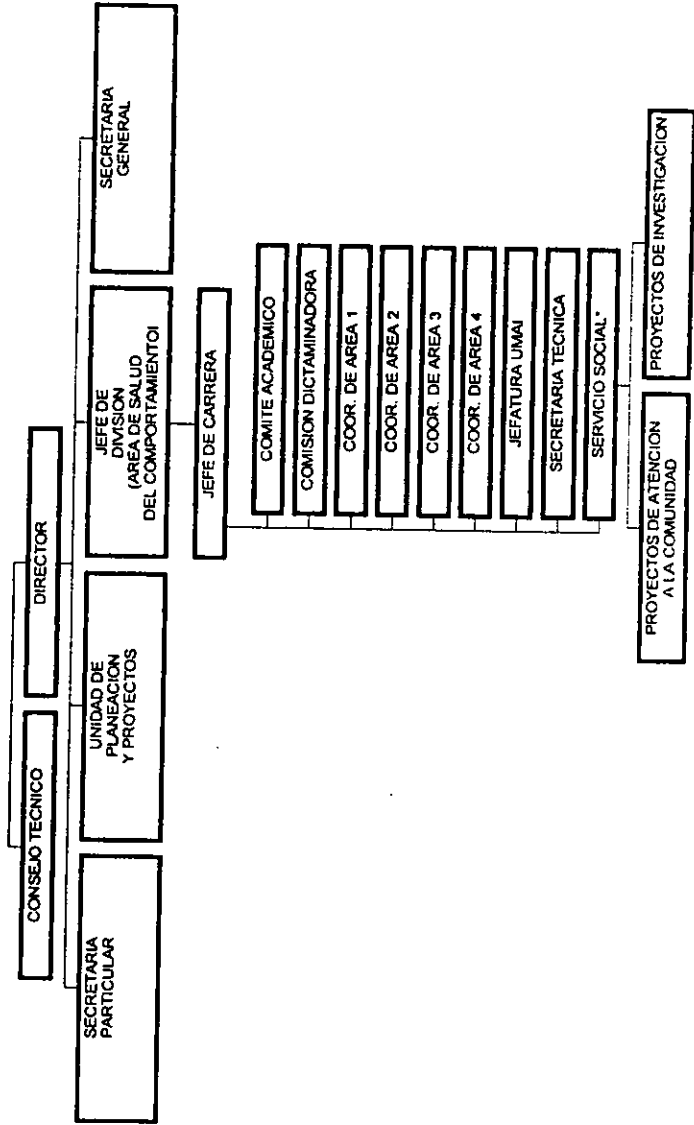 CONSEJO TECNICO
DIRECTOR
SECRETARIA
PARTICULAR
UNIDAD DE
PLANEACION
Y PROYECTOS
JEFE DE
DIVISION
(AREA DE SALUD
DEL COMPORTAMIENTO)
SECRETARIA
GENERAL
JEFE DE CARRERA
COMITE ACADEMICO
COMISION DICTAMINADORA
COOR. DE AREA 1
COOR. DE AREA 2
COOR. DE AREA 3
COOR. DE AREA 4
JEFATURA UMAI
SECRETARIA TECNICA
SERVICIO SOCIAL*
PROYECTOS DE ATENCION
A LA COMUNIDAD
PROYECTOS DE INVESTIGACION